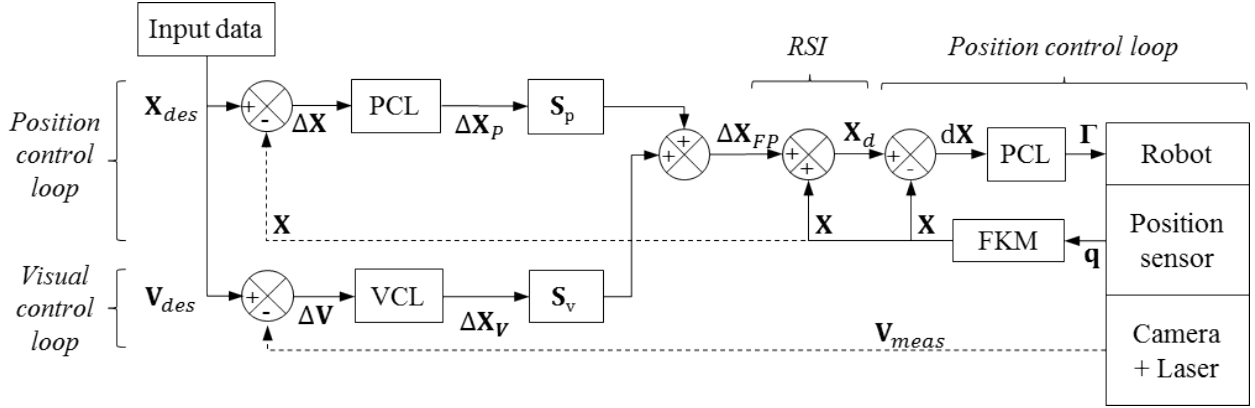 Input data
RSI
Position control loop
Position
control
loop
X_des
+
-
ΔX
PCL
ΔX_P
S_p
+
+
ΔX_FP
+
+
X_d
+
-
dX
PCL
Γ
Robot
X
X
X
FKM
q
Position
sensor
Visual
control
loop
V_des
+
-
ΔV
VCL
ΔX_V
S_v
V_meas
Camera
+ Laser